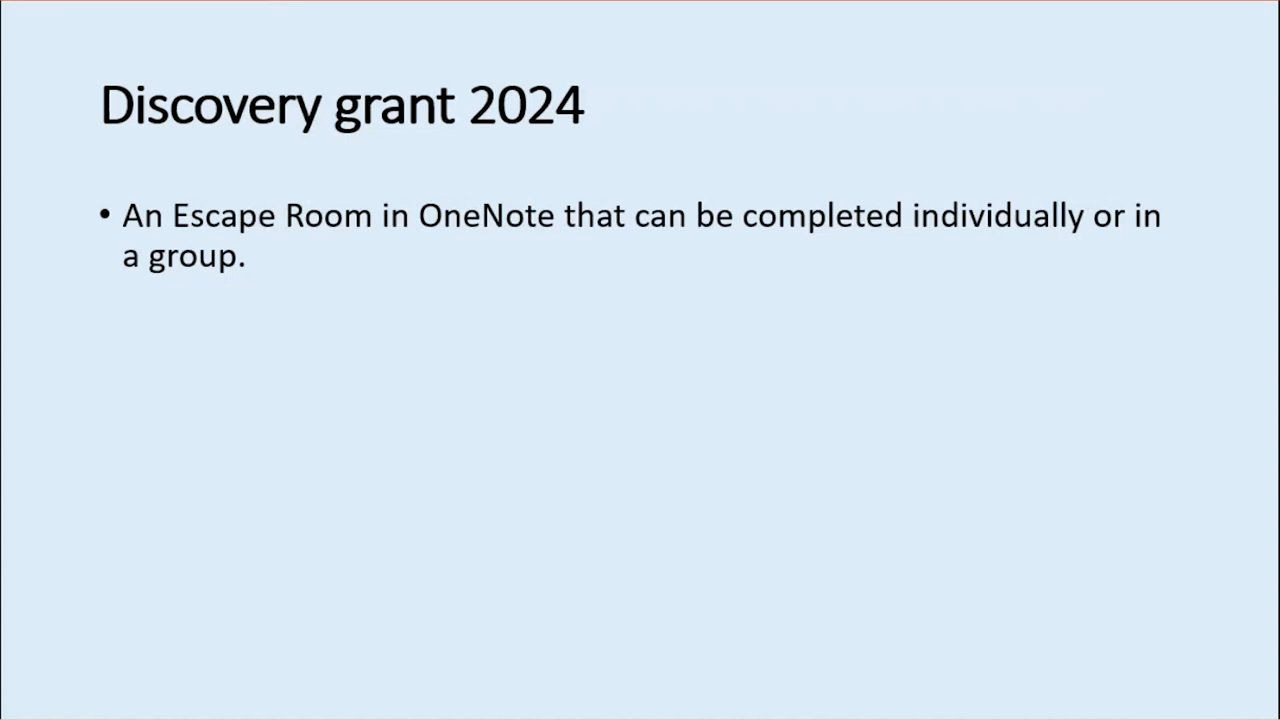 Discovery grant 2024
• An Escape Room in OneNote that can be completed individually or in
a group.